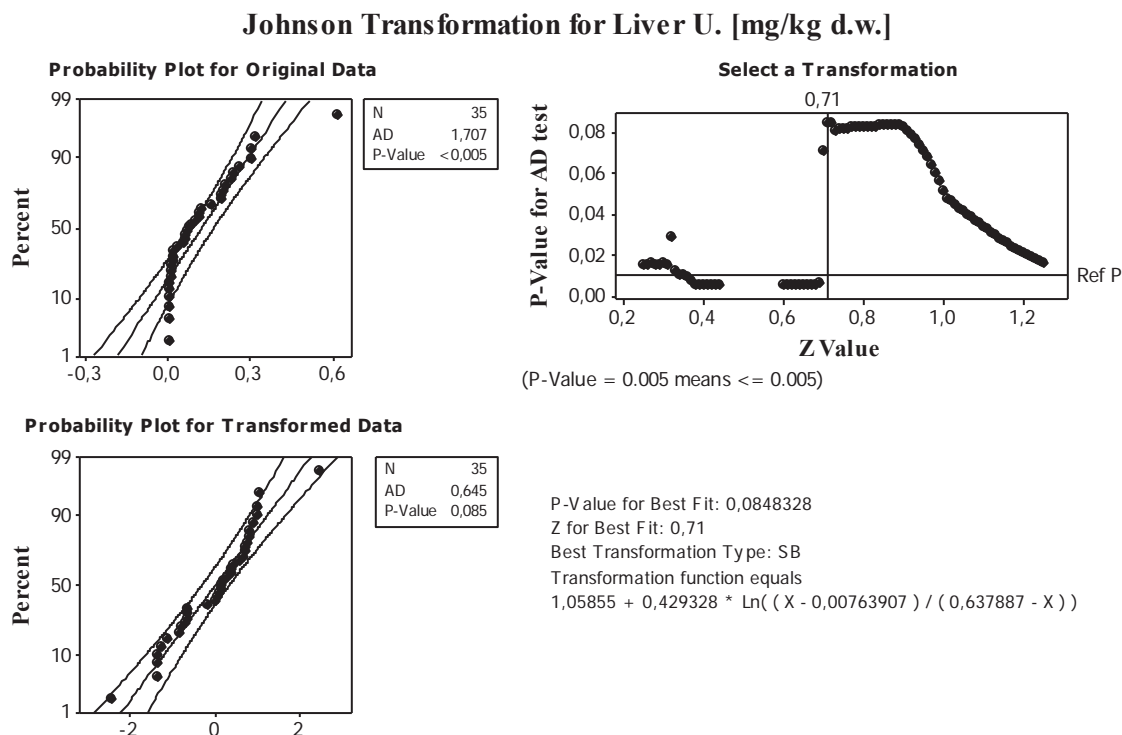 Johnson Transformation for Liver U. [mg/kg d.w.]
Probability Plot for Original Data
99
90
50
10
1
Percent
-0,3 0,0 0,3 0,6
N 35
AD 1,707
P-Value <0,005
Select a Transformation
0,71
0,08
0,06
0,04
0,02
0,00
P-Value for AD test
Ref P
0,2 0,4 0,6 0,8 1,0 1,2
Z Value
(P-Value = 0.005 means <= 0.005)
Probability Plot for Transformed Data
99
90
50
10
1
Percent
-2 0 2
N 35
AD 0,645
P-Value 0,085
P-Value for Best Fit: 0,0848328
Z for Best Fit: 0,71
Best Transformation Type: SB
Transformation function equals
1,05855 + 0,429328 * Ln( ( X - 0,00763907 ) / ( 0,637887 - X ) )